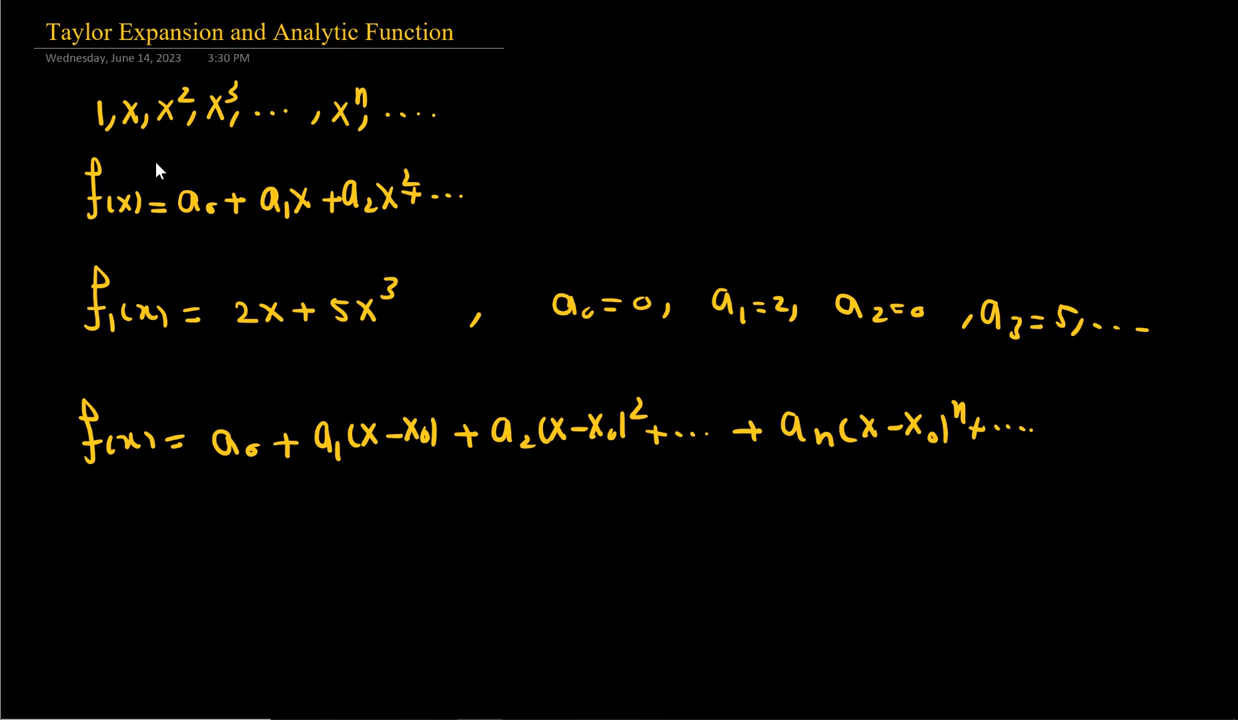 Taylor Expansion and Analytic Function
Wednesday, June 14, 2023 3:30 PM
1, x, x², x³, ... , xⁿ, ....
f(x) = a₀ + a₁x + a₂x² + ...
f₁(x) = 2x + 5x³ , a₀ = 0, a₁ = 2, a₂ = 0 , a₃ = 5, ...
f(x) = a₀ + a₁(x-x₀) + a₂(x-x₀)² + ... + aₙ(x-x₀)ⁿ + ....